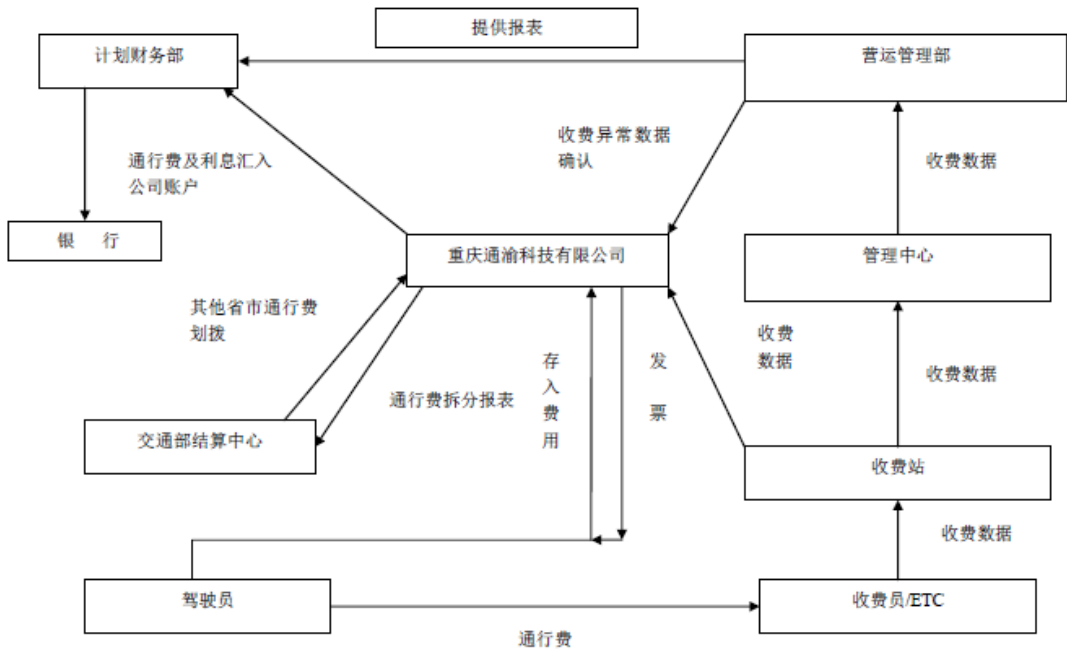 提供报表
计划财务部
营运管理部
收费异常数据
确认
通行费及利息汇入
公司账户
收费数据
银 行
重庆通渝科技有限公司
管理中心
其他省市通行费
划拨
收费
数据
存
入
费
用
发
票
收费数据
通行费拆分报表
交通部结算中心
收费站
收费数据
驾驶员
收费员/ETC
通行费